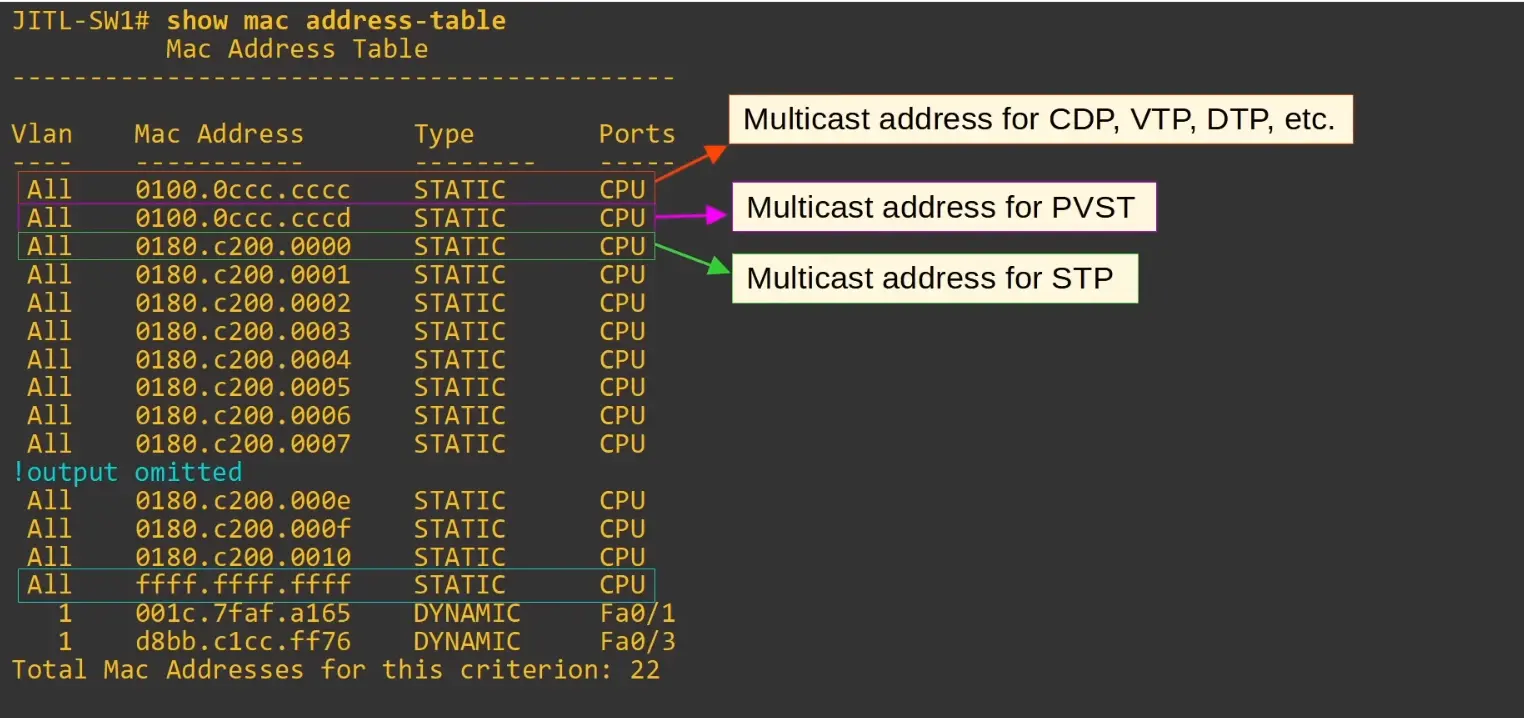 JITL-SW1# show mac address-table
Mac Address Table
-------------------------------------------
Vlan    Mac Address       Type        Ports
----    -----------       --------    -----
All    0100.0ccc.cccc    STATIC      CPU
Multicast address for CDP, VTP, DTP, etc.
All    0100.0ccc.cccd    STATIC      CPU
Multicast address for PVST
All    0180.c200.0000    STATIC      CPU
Multicast address for STP
All    0180.c200.0001    STATIC      CPU
All    0180.c200.0002    STATIC      CPU
All    0180.c200.0003    STATIC      CPU
All    0180.c200.0004    STATIC      CPU
All    0180.c200.0005    STATIC      CPU
All    0180.c200.0006    STATIC      CPU
All    0180.c200.0007    STATIC      CPU
!output omitted
All    0180.c200.000e    STATIC      CPU
All    0180.c200.000f    STATIC      CPU
All    0180.c200.0010    STATIC      CPU
All    ffff.ffff.ffff    STATIC      CPU
1    001c.7faf.a165    DYNAMIC     Fa0/1
1    d8bb.c1cc.ff76    DYNAMIC     Fa0/3
Total Mac Addresses for this criterion: 22